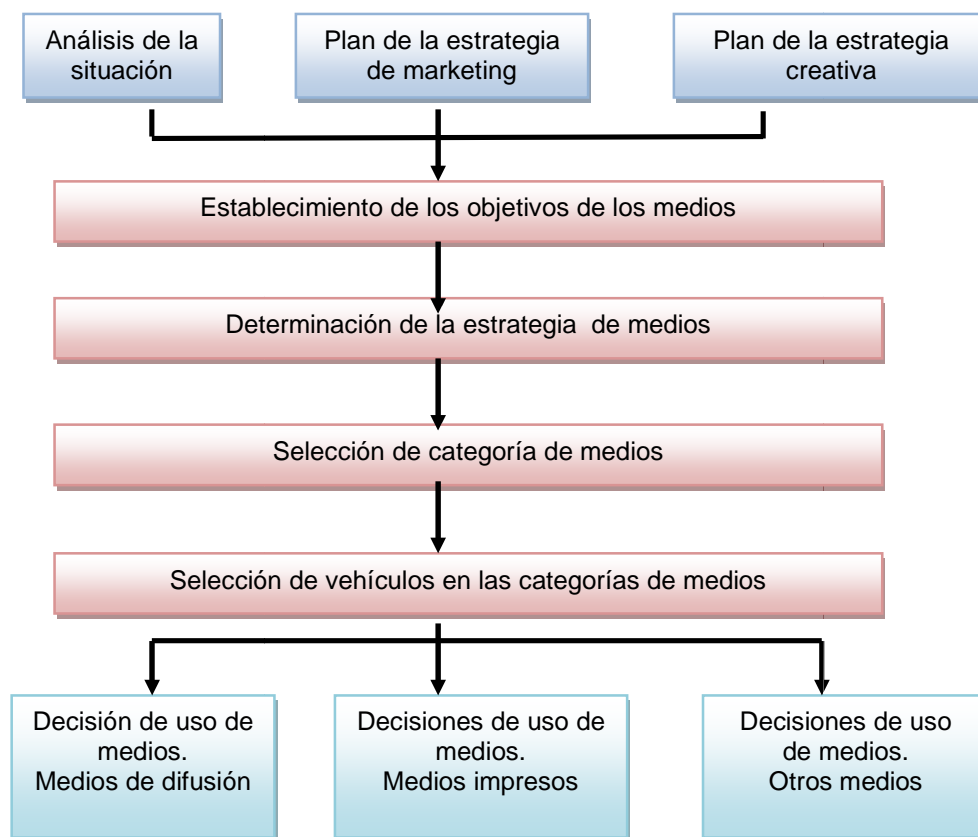 Análisis de la
situación
Plan de la estrategia
de marketing
Plan de la estrategia
creativa
Establecimiento de los objetivos de los medios
Determinación de la estrategia de medios
Selección de categoría de medios
Selección de vehículos en las categorías de medios
Decisión de uso de
medios.
Medios de difusión
Decisiones de uso de
medios.
Medios impresos
Decisiones de uso
de medios.
Otros medios